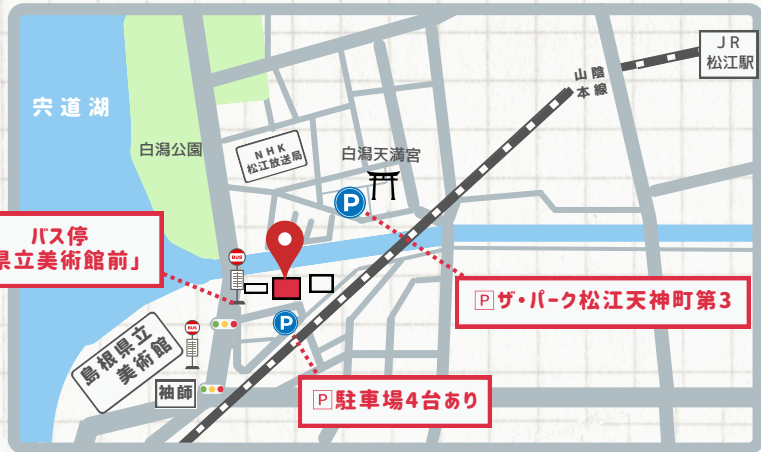 JR
松江駅
山陰
本線
宍道湖
白潟公園
NHK
松江放送局
白潟天満宮
P
バス停
県立美術館前」
BUS
P
P ザ・パーク松江天神町第3
BUS
島根県立
美術館
袖師
P 駐車場4台あり